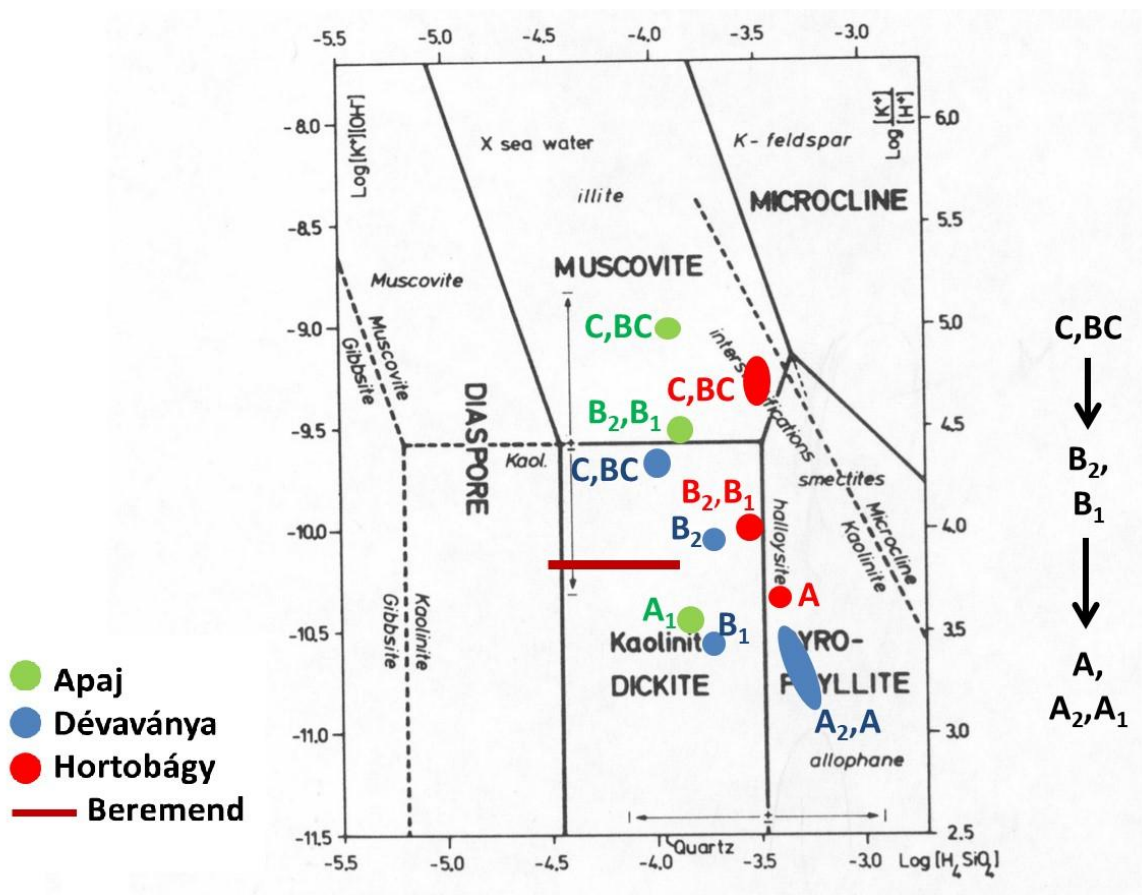 -5.5 -5.0 -4.5 -4.0 -3.5 -3.0
Log[K+][OH-]
Log [K+]/[H+]
-8.0
-8.5
-9.0
-9.5
-10.0
-10.5
-11.0
-11.5
6.0
5.5
5.0
4.5
4.0
3.5
3.0
2.5
X sea water
K-feldspar
illite
MICROCLINE
MUSCOVITE
Muscovite
Muscovite
Gibbsite
DIASPORE
C,BC
C,BC
B₂,B₁
Kaol.
C,BC
B₂,B₁
B₂
smectites
halloysite
Microcline
Kaolinite
A
A₁
B₁
Kaolinit
DICKITE
YRO-
YLLITE
A₂,A
allophane
Gibbsite
Kaolinite
Quartz
-5.5 -5.0 -4.5 -4.0 -3.5 -3.0
Log [H₄SiO₄]
Apaj
Dévaványa
Hortobágy
Beremend
C,BC
B₂,
B₁
A,
A₂,A₁